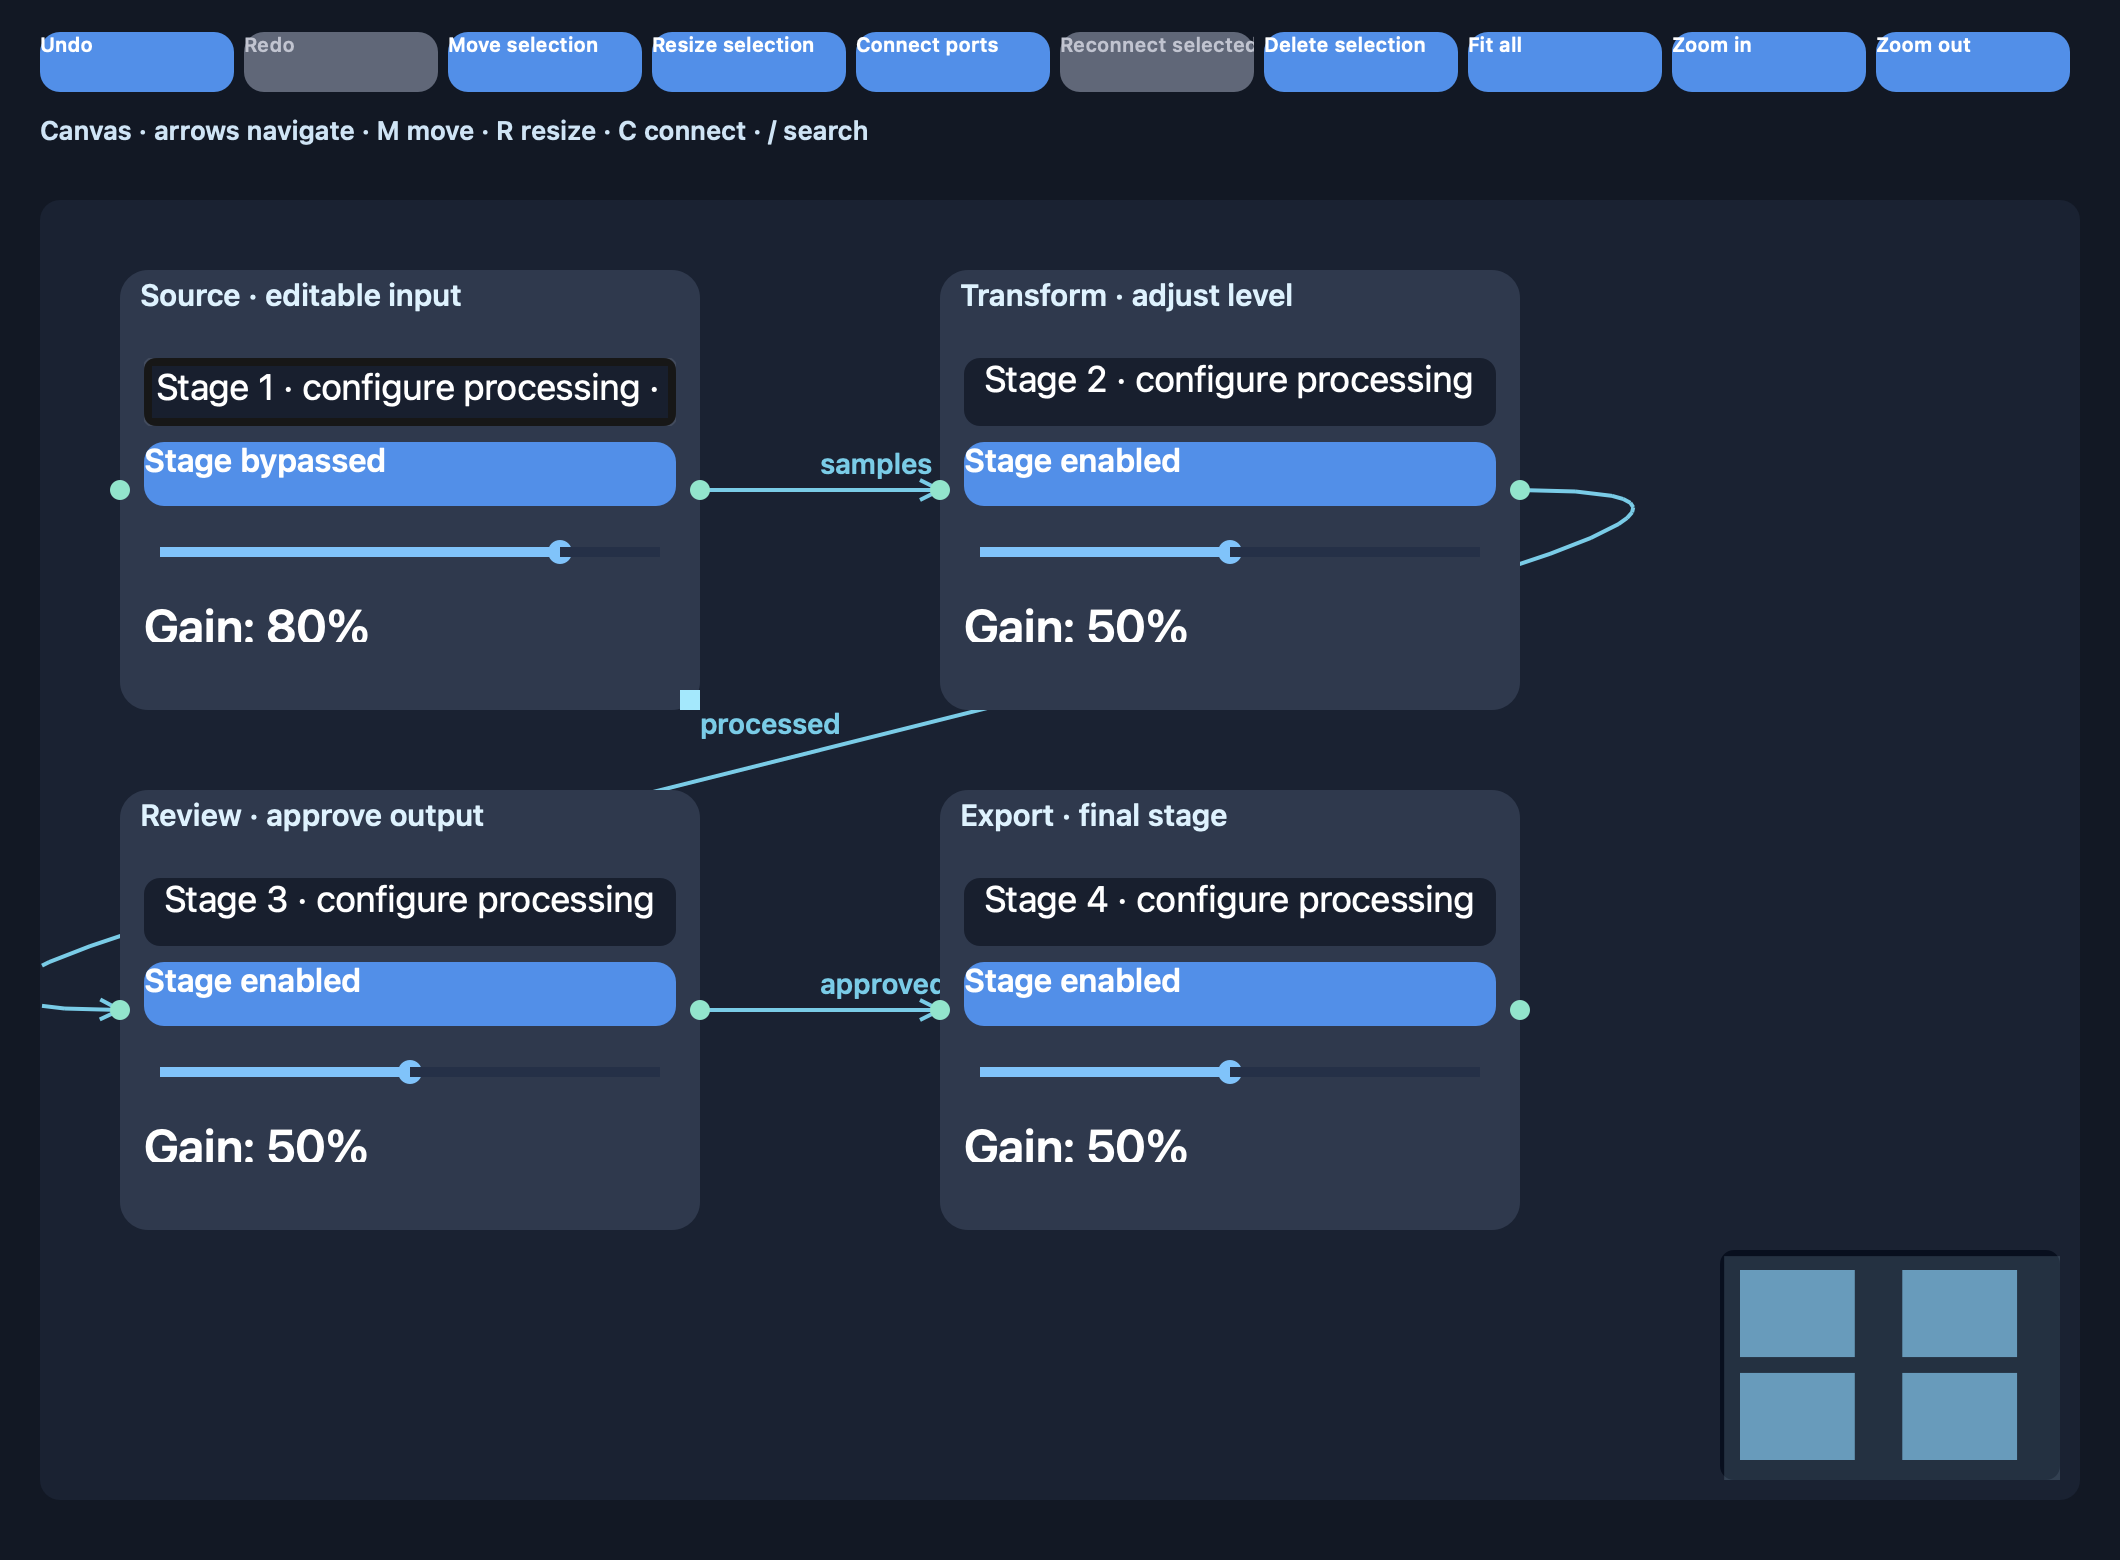 Undo
Redo
Move selection
Resize selection
Connect ports
Reconnect selected
Delete selection
Fit all
Zoom in
Zoom out
Canvas · arrows navigate · M move · R resize · C connect · / search
Source · editable input
Stage 1 · configure processing ·
Stage bypassed
Gain: 80%
samples
Transform · adjust level
Stage 2 · configure processing
Stage enabled
Gain: 50%
processed
Review · approve output
Stage 3 · configure processing
Stage enabled
Gain: 50%
approved
Export · final stage
Stage 4 · configure processing
Stage enabled
Gain: 50%